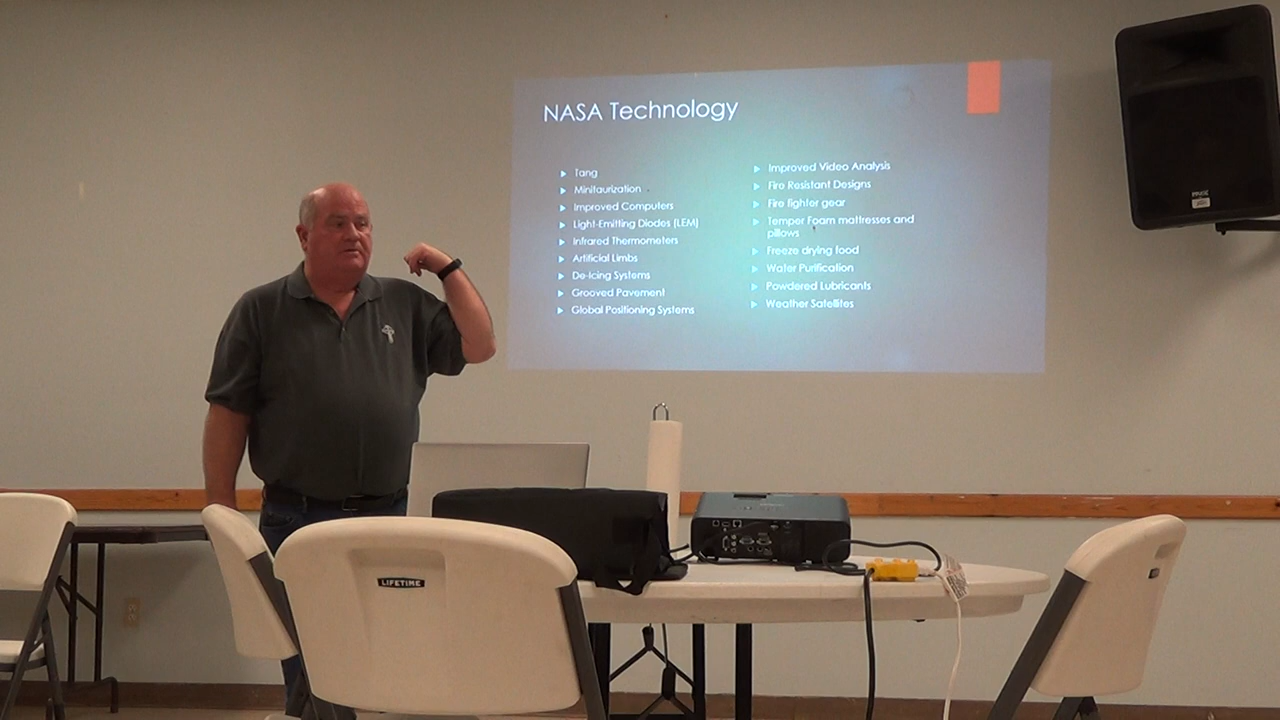 NASA Technology
Tang
Minitaurization
Improved Computers
Light-Emitting Diodes (LEM)
Infrared Thermometers
Artificial Limbs
De-Icing Systems
Grooved Pavement
Global Positioning Systems
Improved Video Analysis
Fire Resistant Designs
Fire fighter gear
Temper Foam mattresses and
pillows
Freeze drying food
Water Purification
Powdered Lubricants
Weather Satellites
LIFETIME